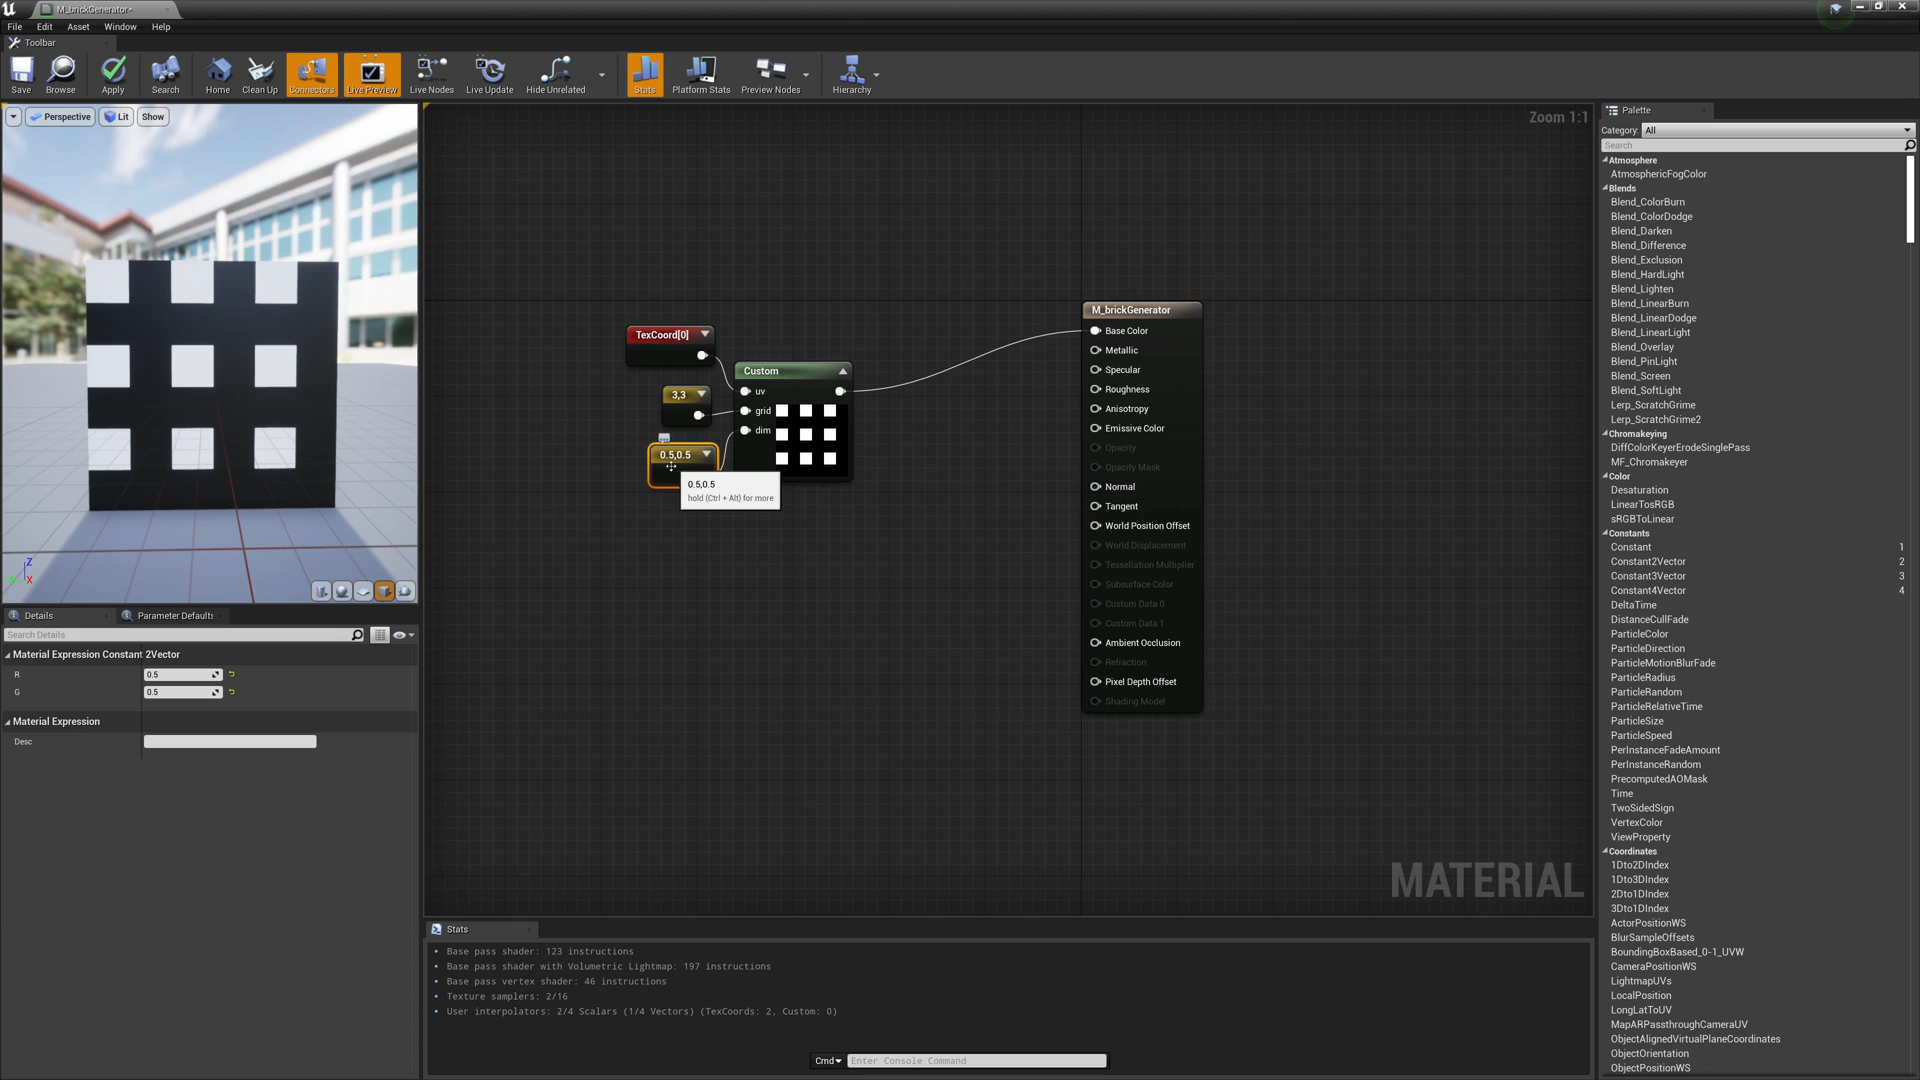 M_brickGenerator*
File Edit Asset Window Help
Toolbar
Save Browse Apply Search Home Clean Up Connectors Live Preview Live Nodes Live Update Hide Unrelated Stats Platform Stats Preview Nodes Hierarchy
Perspective Lit Show
Z
X
Details Parameter Defaults
Search Details
Material Expression Constant 2Vector
R 0.5
G 0.5
Material Expression
Desc
Zoom 1:1
TexCoord[0]
3,3
0.5,0.5
0.5,0.5
hold (Ctrl + Alt) for more
Custom
uv
grid
dim
M_brickGenerator
Base Color
Metallic
Specular
Roughness
Anisotropy
Emissive Color
Opacity
Opacity Mask
Normal
Tangent
World Position Offset
World Displacement
Tessellation Multiplier
Subsurface Color
Custom Data 0
Custom Data 1
Ambient Occlusion
Refraction
Pixel Depth Offset
Shading Model
MATERIAL
Stats
Base pass shader: 123 instructions
Base pass shader with Volumetric Lightmap: 197 instructions
Base pass vertex shader: 46 instructions
Texture samplers: 2/16
User interpolators: 2/4 Scalars (1/4 Vectors) (TexCoords: 2, Custom: 0)
Cmd Enter Console Command
Palette
Category: All
Search
Atmosphere
AtmosphericFogColor
Blends
Blend_ColorBurn
Blend_ColorDodge
Blend_Darken
Blend_Difference
Blend_Exclusion
Blend_HardLight
Blend_Lighten
Blend_LinearBurn
Blend_LinearDodge
Blend_LinearLight
Blend_Overlay
Blend_PinLight
Blend_Screen
Blend_SoftLight
Lerp_ScratchGrime
Lerp_ScratchGrime2
Chromakeying
DiffColorKeyerErodeSinglePass
MF_Chromakeyer
Color
Desaturation
LinearTosRGB
sRGBToLinear
Constants
Constant 1
Constant2Vector 2
Constant3Vector 3
Constant4Vector 4
DeltaTime
DistanceCullFade
ParticleColor
ParticleDirection
ParticleMotionBlurFade
ParticleRadius
ParticleRandom
ParticleRelativeTime
ParticleSize
ParticleSpeed
PerInstanceFadeAmount
PerInstanceRandom
PrecomputedAOMask
Time
TwoSidedSign
VertexColor
ViewProperty
Coordinates
1Dto2DIndex
1Dto3DIndex
2Dto1DIndex
3Dto1DIndex
ActorPositionWS
BlurSampleOffsets
BoundingBoxBased_0-1_UVW
CameraPositionWS
LightmapUVs
LocalPosition
LongLatToUV
MapARPassthroughCameraUV
ObjectAlignedVirtualPlaneCoordinates
ObjectOrientation
ObjectPositionWS